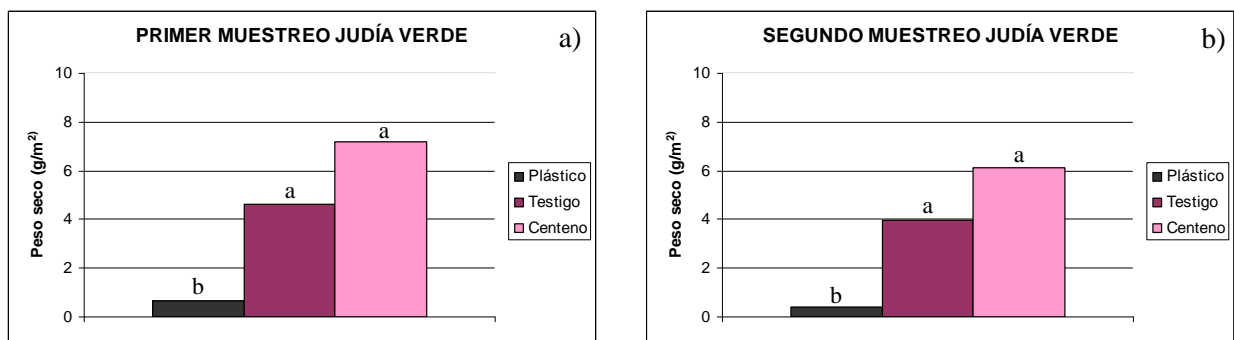 PRIMER MUESTREO JUDÍA VERDE
a)
Peso seco (g/m²)
10
8
6
4
2
0
b
a
a
Plástico
Testigo
Centeno
SEGUNDO MUESTREO JUDÍA VERDE
b)
Peso seco (g/m²)
10
8
6
4
2
0
b
a
a
Plástico
Testigo
Centeno